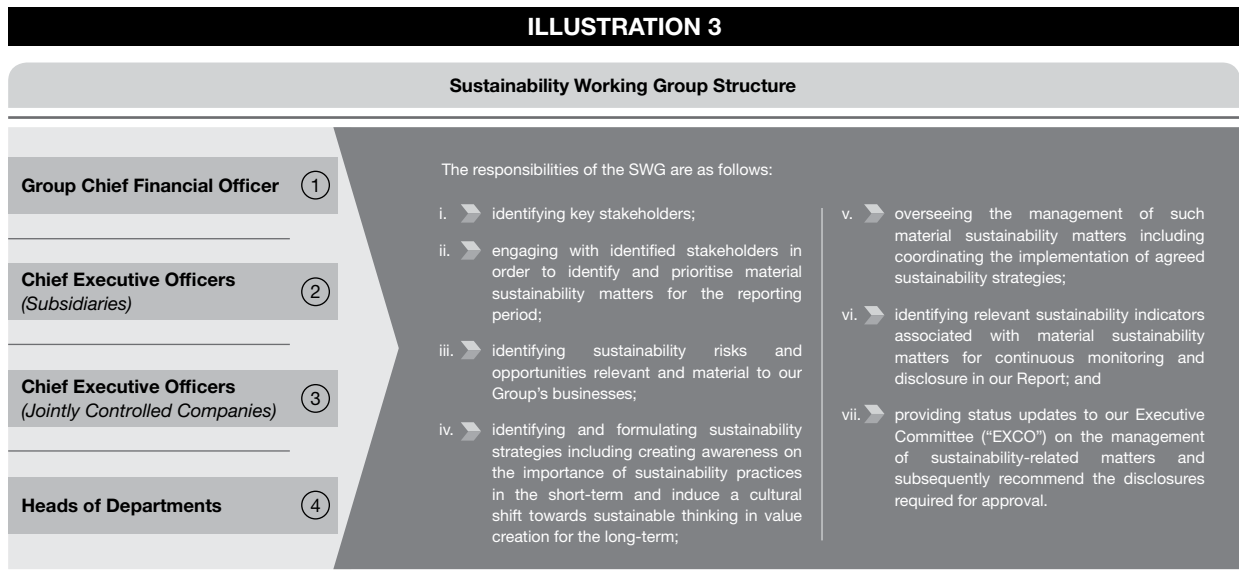 ILLUSTRATION 3
Sustainability Working Group Structure
Group Chief Financial Officer 1
Chief Executive Officers
(Subsidiaries)
2
Chief Executive Officers
(Jointly Controlled Companies)
3
Heads of Departments 4
The responsibilities of the SWG are as follows:
i. identifying key stakeholders;
ii. engaging with identified stakeholders in
order to identify and prioritise material
sustainability matters for the reporting
period;
iii. identifying sustainability risks and
opportunities relevant and material to our
Group's businesses;
iv. identifying and formulating sustainability
strategies including creating awareness on
the importance of sustainability practices
in the short-term and induce a cultural
shift towards sustainable thinking in value
creation for the long-term;
v. overseeing the management of such
material sustainability matters including
coordinating the implementation of agreed
sustainability strategies;
vi. identifying relevant sustainability indicators
associated with material sustainability
matters for continuous monitoring and
disclosure in our Report; and
vii. providing status updates to our Executive
Committee (“EXCO”) on the management
of sustainability-related matters and
subsequently recommend the disclosures
required for approval.